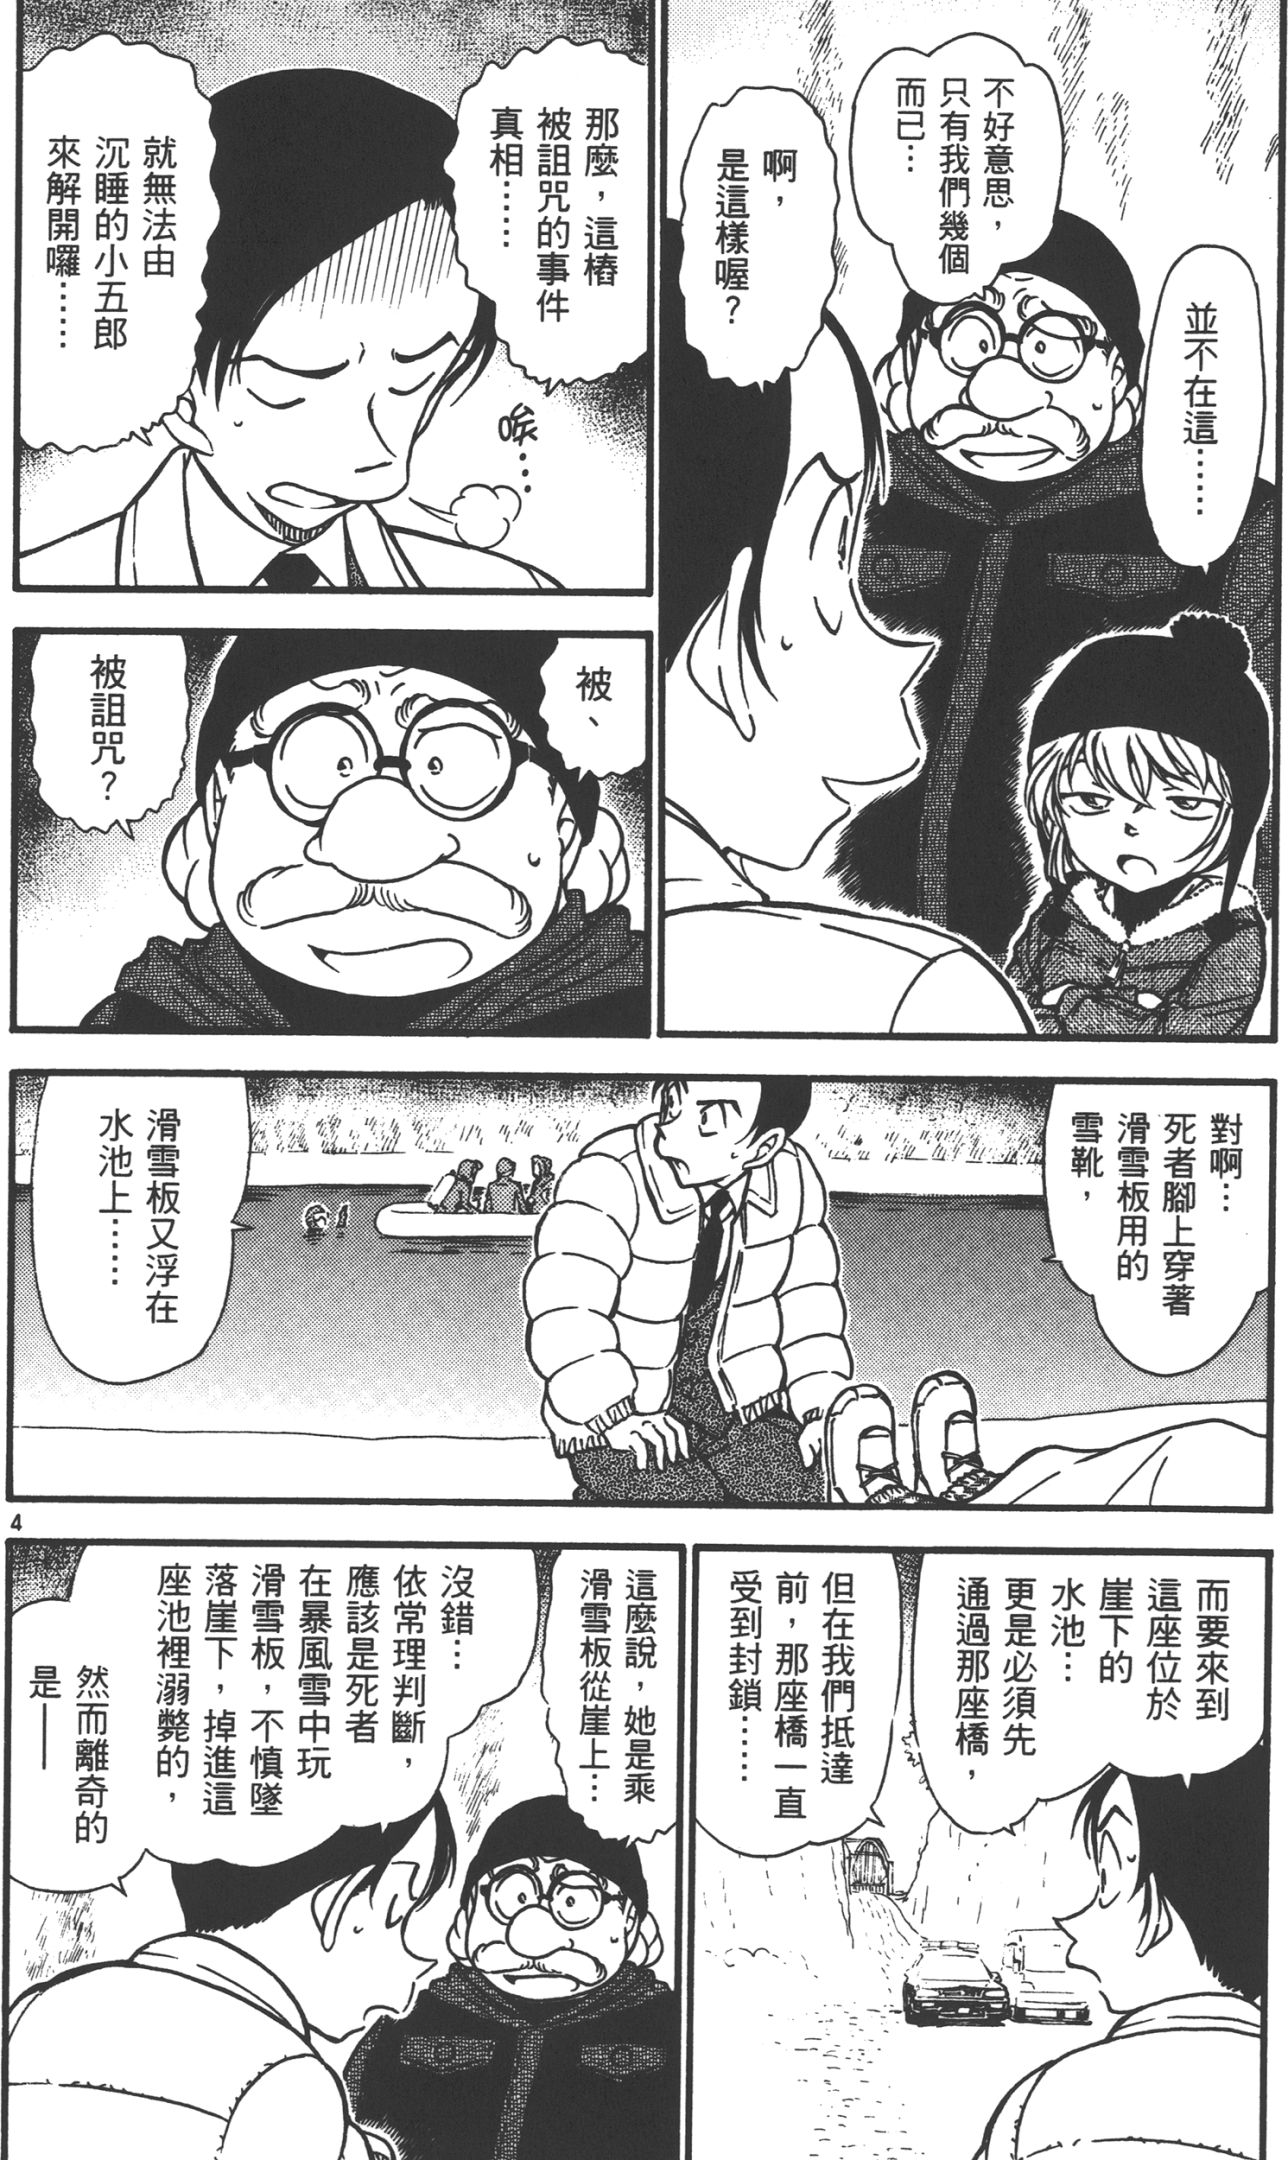 並不在這……
不好意思，
只有我們幾個
而已…
啊，
是這樣喔？
那麼，這樁
被詛咒的事件
真相……
就無法由
沉睡的小五郎
來解開囉……
唉…
被、
被詛咒？
對啊…
死者腳上穿著
滑雪板用的
雪靴，
滑雪板又浮在
水池上……
4
而要來到
這座位於
崖下的
水池…
更是必須先
通過那座橋，
但在我們抵達
前，那座橋一直
受到封鎖……
這麼說，她是乘
滑雪板從崖上…
沒錯…
依常理判斷，
應該是死者
在暴風雪中玩
滑雪板，不慎墜
落崖下，掉進這
座池裡溺斃的，
然而離奇的
是——